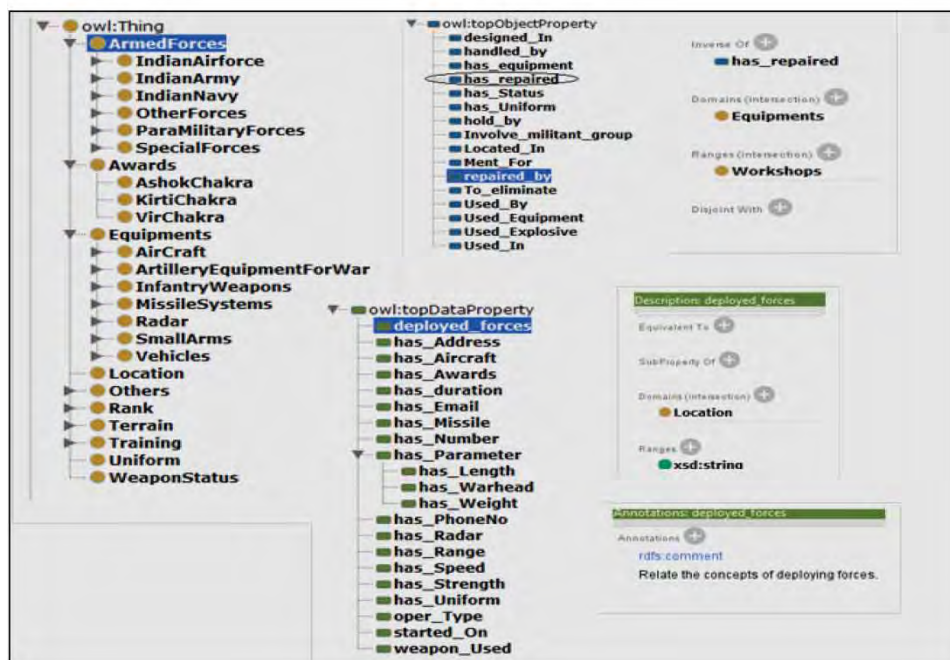 owl:Thing
ArmedForces
IndianAirforce
IndianArmy
IndianNavy
OtherForces
ParaMilitaryForces
SpecialForces
Awards
AshokChakra
KirtiChakra
VirChakra
Equipments
AirCraft
ArtilleryEquipmentForWar
InfantryWeapons
MissileSystems
Radar
SmallArms
Vehicles
Location
Others
Rank
Terrain
Training
Uniform
WeaponStatus
owl:topObjectProperty
designed_In
handled_by
has_equipment
has_repaired
has_Status
has_Uniform
hold_by
Involve_militant_group
Located_In
Ment_For
repaired_by
To_eliminate
Used_By
Used_Equipment
Used_Explosive
Used_In
Inverse Of
has_repaired
Domains (intersection)
Equipments
Ranges (intersection)
Workshops
Disjoint With
owl:topDataProperty
deployed_forces
has_Address
has_Aircraft
has_Awards
has_duration
has_Email
has_Missile
has_Number
has_Parameter
has_Length
has_Warhead
has_Weight
has_PhoneNo
has_Radar
has_Range
has_Speed
has_Strength
has_Uniform
oper_Type
started_On
weapon_Used
Description: deployed_forces
Equivalent To
SubProperty Of
Domains (intersection)
Location
Ranges
xsd:string
Annotations: deployed_forces
Annotations
rdfs:comment
Relate the concepts of deploying forces.